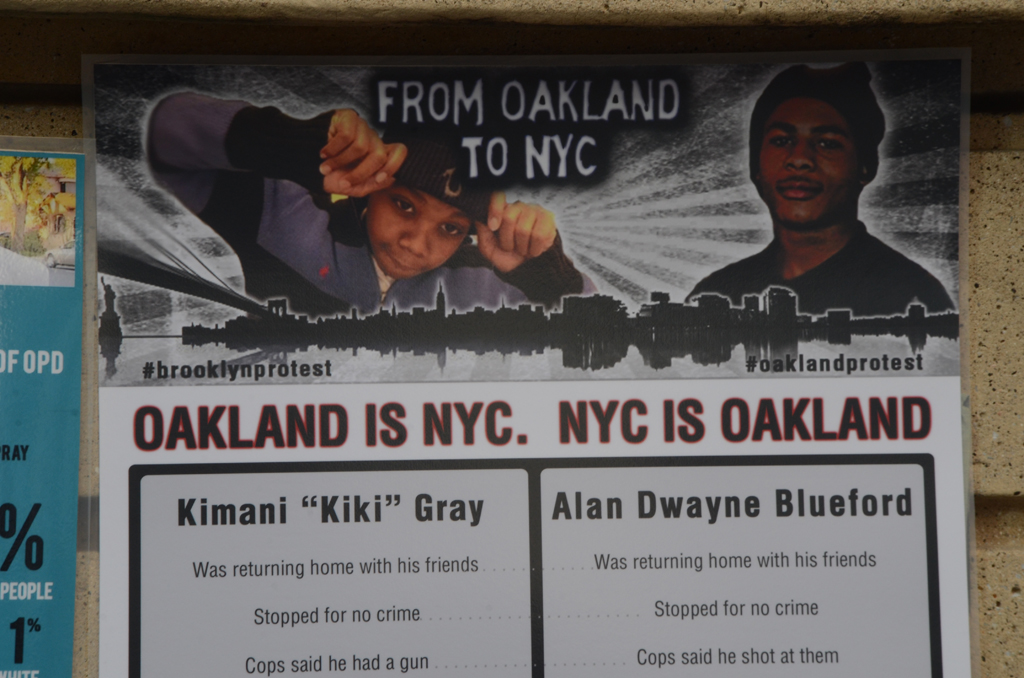 FROM OAKLAND
TO NYC
#brooklynprotest
#oaklandprotest
OAKLAND IS NYC. NYC IS OAKLAND
Kimani “Kiki” Gray
Was returning home with his friends
Stopped for no crime
Cops said he had a gun
Alan Dwayne Blueford
Was returning home with his friends
Stopped for no crime
Cops said he shot at them
OF OPD
%
PEOPLE
1%